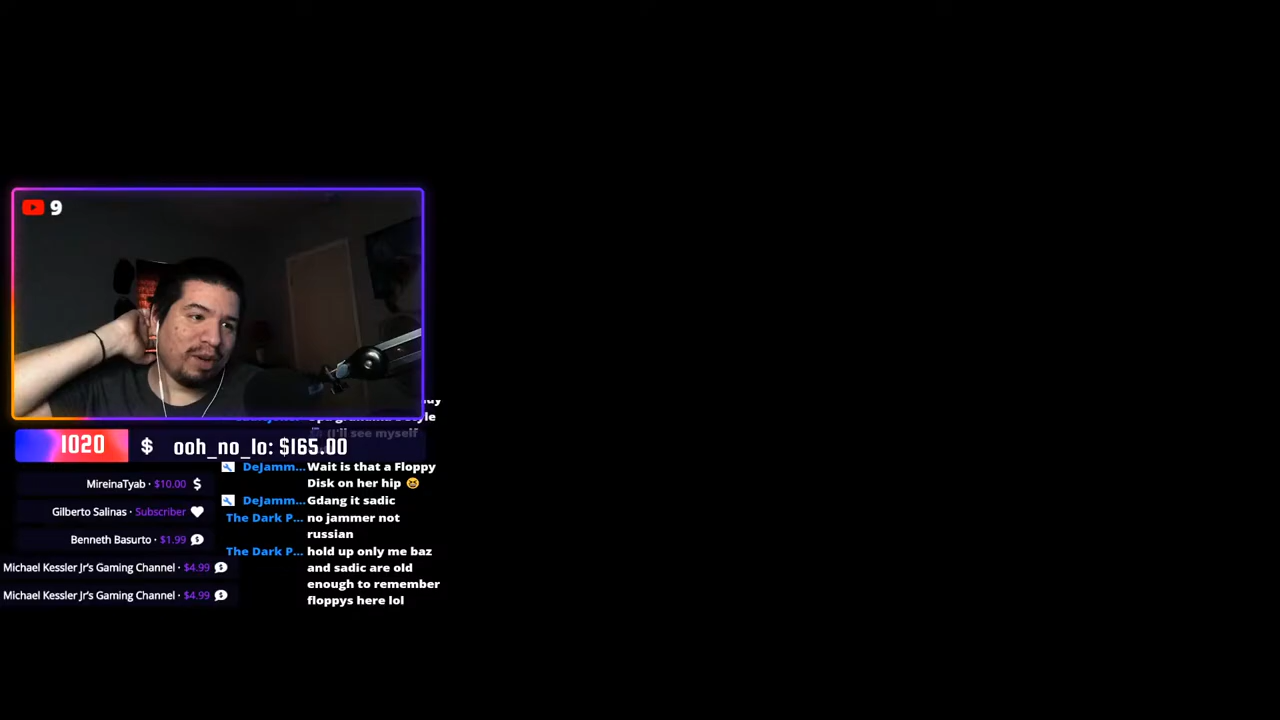 9
style
(I'll see myself
1020 $ ooh_no_lo: $165.00
MireinaTyab · $10.00 $
Gilberto Salinas · Subscriber
Benneth Basurto · $1.99
Michael Kessler Jr's Gaming Channel · $4.99
Michael Kessler Jr's Gaming Channel · $4.99
DeJamm... Wait is that a Floppy
Disk on her hip 😆
DeJamm... Gdang it sadic
The Dark P... no jammer not
russian
The Dark P... hold up only me baz
and sadic are old
enough to remember
floppys here lol